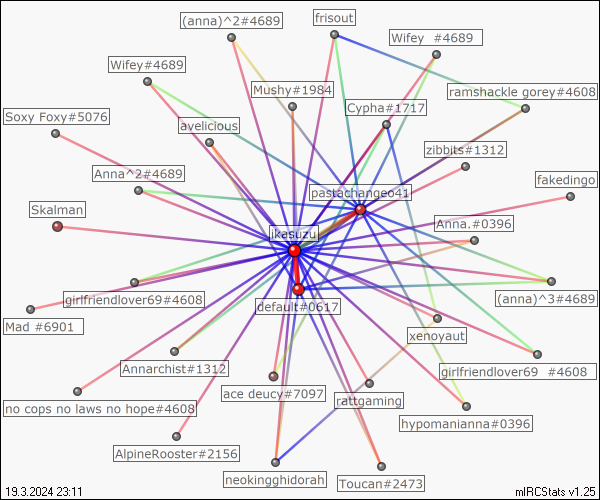 (anna)^2#4689
frisout
Wifey  #4689
Wifey#4689
Mushy#1984
ramshackle gorey#4608
Cypha#1717
Soxy Foxy#5076
avelicious
zibbits#1312
Anna^2#4689
pastachangeo41
fakedingo
Skalman
Anna.#0396
jkasuzu
girlfriendlover69#4608
default#0617
(anna)^3#4689
Mad #6901
xenoyaut
Annarchist#1312
girlfriendlover69  #4608
ace deucy#7097
rattgaming
no cops no laws no hope#4608
hypomanianna#0396
AlpineRooster#2156
neokingghidorah
Toucan#2473
19.3.2024 23:11
mIRCStats v1.25